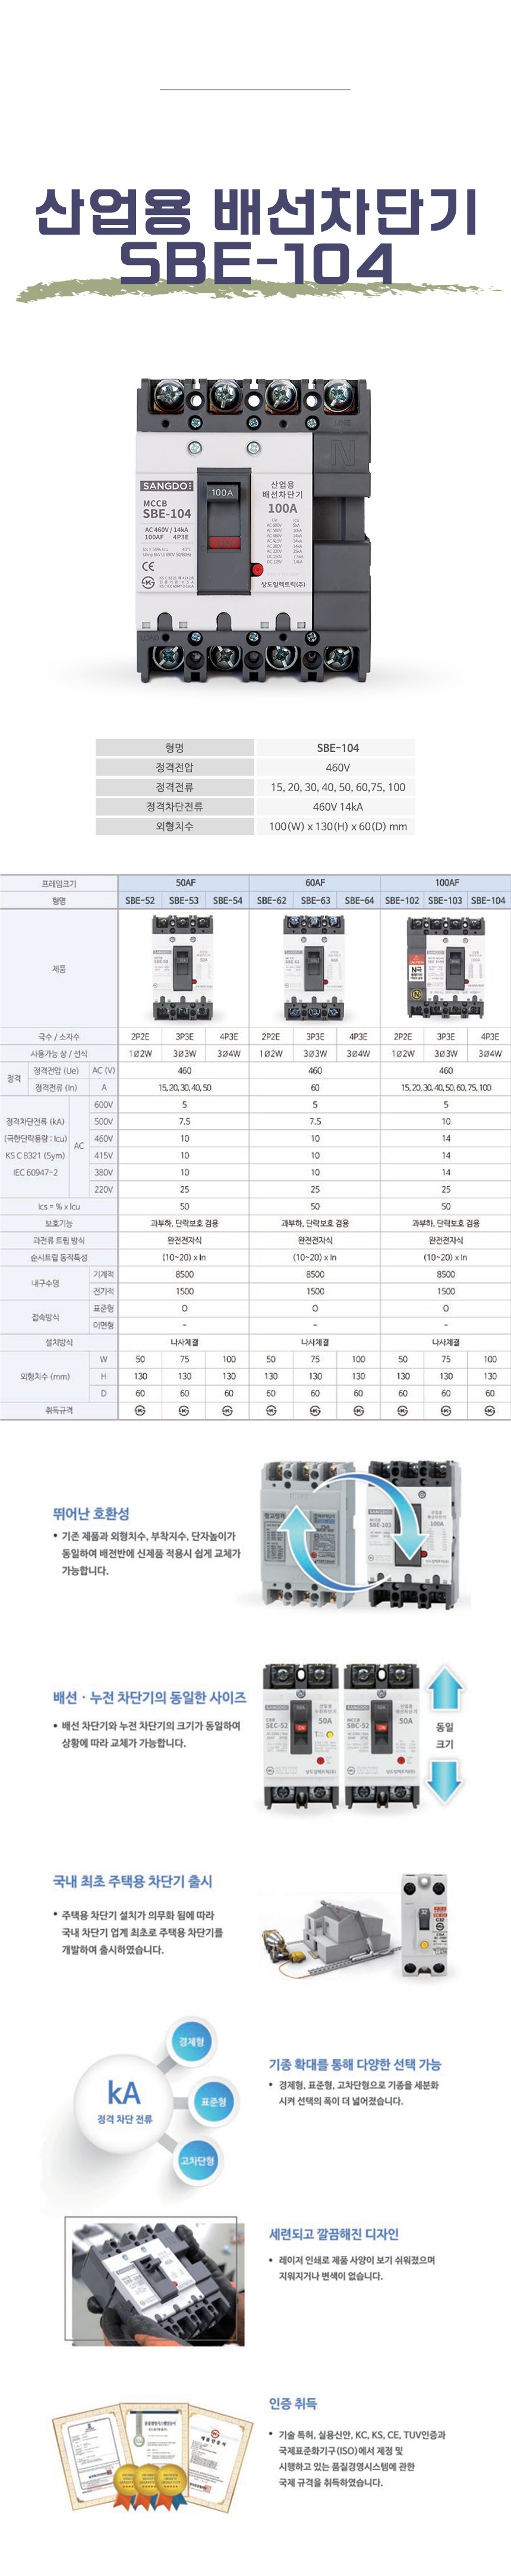 산업용 배선차단기
SBE-104
LINE
N
SANGDO
100A
산업용
배선차단기
MCCB
SBE-104
100A
AC 460V / 14kA
100AF 4P3E
CE
상도일렉트릭(주)
LOAD
형명 SBE-104
정격전압 460V
정격전류 15, 20, 30, 40, 50, 60,75, 100
정격차단전류 460V 14kA
외형치수 100(W) x 130(H) x 60(D) mm
프레임크기 50AF 60AF 100AF
형명 SBE-52 SBE-53 SBE-54 SBE-62 SBE-63 SBE-64 SBE-102 SBE-103 SBE-104
제품
N극
극수 / 소자수 2P2E 3P3E 4P3E 2P2E 3P3E 4P3E 2P2E 3P3E 4P3E
사용가능 상 / 선식 1Ø2W 3Ø3W 3Ø4W 1Ø2W 3Ø3W 3Ø4W 1Ø2W 3Ø3W 3Ø4W
정격 정격전압 (Ue) AC (V) 460 460 460
정격전류 (In) A 15, 20, 30, 40, 50 60 15, 20, 30, 40, 50, 60, 75, 100
정격차단전류 (kA)
(극한단락용량 : Icu)
KS C 8321 (Sym)
IEC 60947-2
AC
600V 5 5 5
500V 7.5 7.5 10
460V 10 10 14
415V 10 10 14
380V 10 10 14
220V 25 25 25
Ics = % x Icu 50 50 50
보호기능 과부하, 단락보호 겸용 과부하, 단락보호 겸용 과부하, 단락보호 겸용
과전류 트립 방식 완전전자식 완전전자식 완전전자식
순시트립 동작특성 (10~20) x In (10~20) x In (10~20) x In
내구수명 기계적 8500 8500 8500
전기적 1500 1500 1500
접속방식 표준형 O O O
이면형 - - -
설치방식 나사체결 나사체결 나사체결
외형치수 (mm) W 50 75 100 50 75 100 50 75 100
H 130 130 130 130 130 130 130 130 130
D 60 60 60 60 60 60 60 60 60
취득규격
뛰어난 호환성
• 기존 제품과 외형치수, 부착치수, 단자높이가
동일하여 배전반에 신제품 적용시 쉽게 교체가
가능합니다.
SANGDO
SBE-103
100A
배선 · 누전 차단기의 동일한 사이즈
• 배선 차단기와 누전 차단기의 크기가 동일하여
상황에 따라 교체가 가능합니다.
SEC-52
50A
SBC-52
50A
동일
크기
국내 최초 주택용 차단기 출시
• 주택용 차단기 설치가 의무화 됨에 따라
국내 차단기 업계 최초로 주택용 차단기를
개발하여 출시하였습니다.
32
C32
경제형
kA
정격 차단 전류
표준형
고차단형
기종 확대를 통해 다양한 선택 가능
• 경제형, 표준형, 고차단형으로 기종을 세분화
시켜 선택의 폭이 더 넓어졌습니다.
세련되고 깔끔해진 디자인
• 레이저 인쇄로 제품 사양이 보기 쉬워졌으며
지워지거나 변색이 없습니다.
인증 취득
• 기술 특허, 실용신안, KC, KS, CE, TUV인증과
국제표준화기구(ISO)에서 제정 및
시행하고 있는 품질경영시스템에 관한
국제 규격을 취득하였습니다.